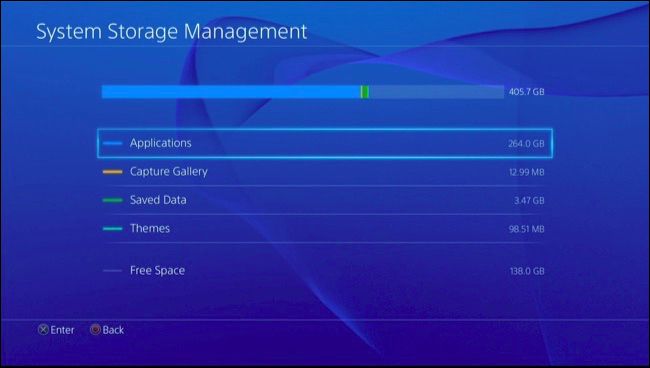 System Storage Management
405.7 GB
Applications 264.0 GB
Capture Gallery 12.99 MB
Saved Data 3.47 GB
Themes 98.51 MB
Free Space 138.0 GB
Enter Back